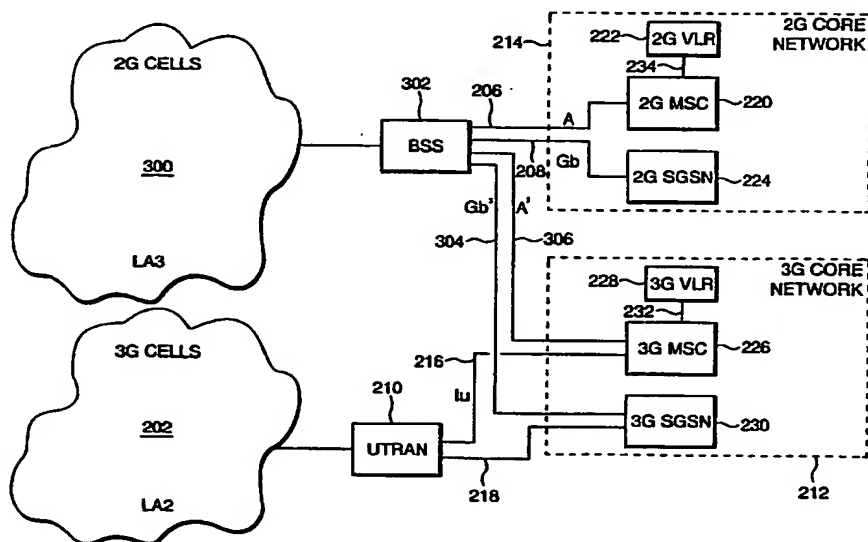 2G CELLS
300
LA3
302
BSS
206
A
208
Gb
Gb'
A'
304
306
2G CORE
NETWORK
214
222
2G VLR
234
2G MSC
220
2G SGSN
224
3G CELLS
202
LA2
210
UTRAN
216
Iu
218
3G CORE
NETWORK
228
3G VLR
232
3G MSC
226
3G SGSN
230
212